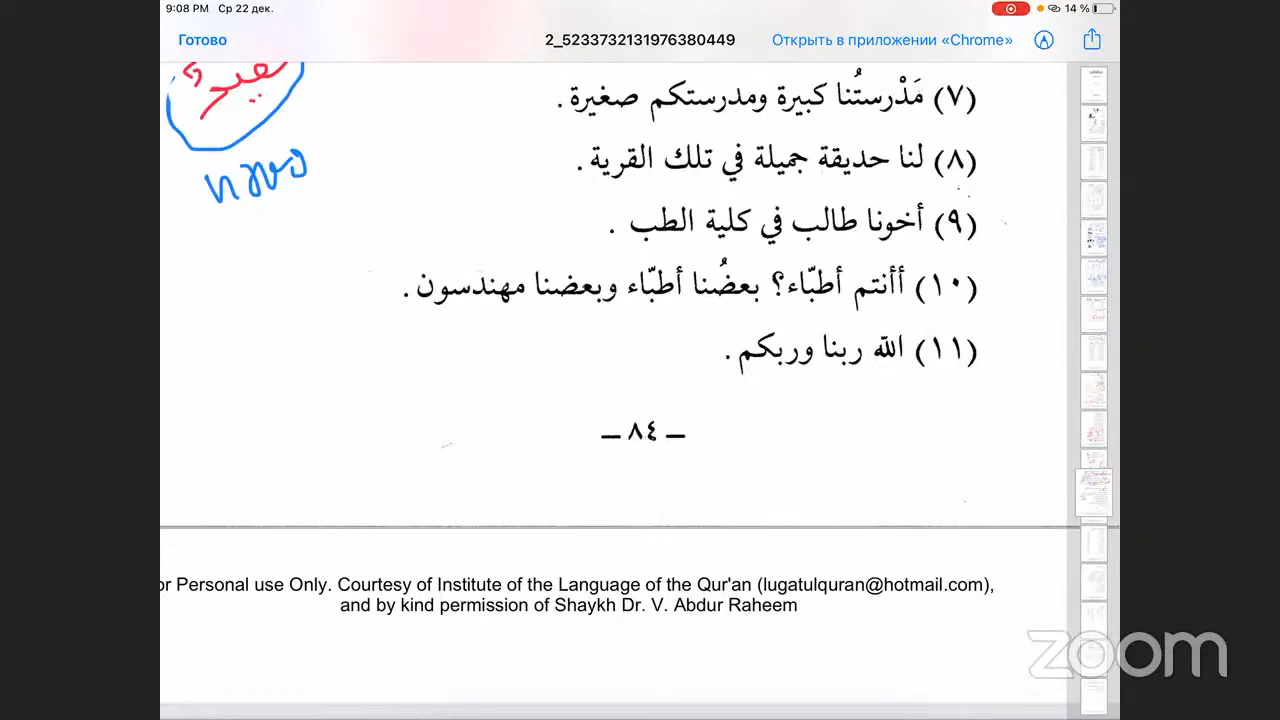 9:08 PM Ср 22 дек.
14 %
Готово
2_5233732131976380449
Открыть в приложении «Chrome»
(٧) مَدْرستُنا كبيرة ومدرستكم صغيرة .
(٨) لنا حديقة جميلة في تلك القرية .
(٩) أخونا طالب في كلية الطب .
(١٠) أأنتم أطبّاء؟ بعضُنا أطبّاء وبعضنا مهندسون .
(١١) الله ربنا وربكم .
– ٨٤ –
or Personal use Only. Courtesy of Institute of the Language of the Qur'an (lugatulquran@hotmail.com),
and by kind permission of Shaykh Dr. V. Abdur Raheem
zoom